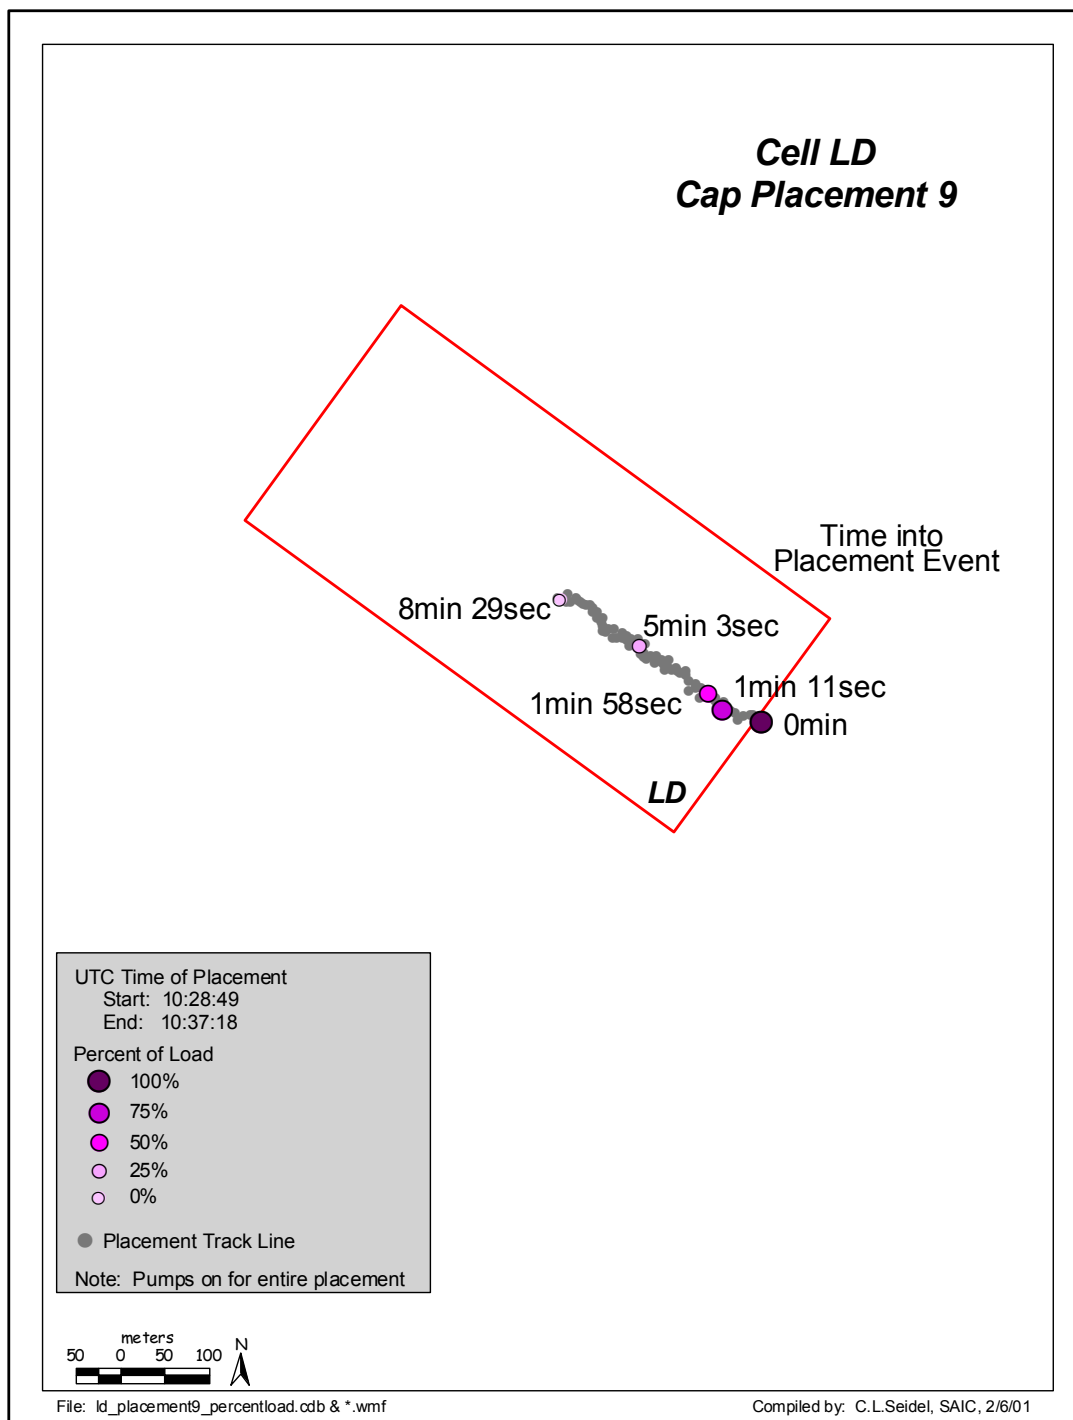 Cell LD
Cap Placement 9
Time into
Placement Event
8min 29sec
5min 3sec
1min 11sec
1min 58sec
0min
LD
UTC Time of Placement
Start: 10:28:49
End: 10:37:18
Percent of Load
100%
75%
50%
25%
0%
Placement Track Line
Note: Pumps on for entire placement
meters
50 0 50 100
N
File: ld_placement9_percentload.cdb & *.wmf
Compiled by: C.L.Seidel, SAIC, 2/6/01